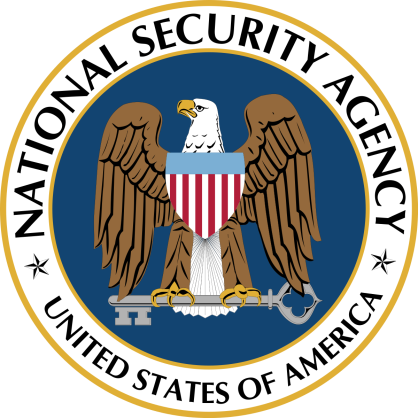 NATIONAL SECURITY AGENCY
UNITED STATES OF AMERICA